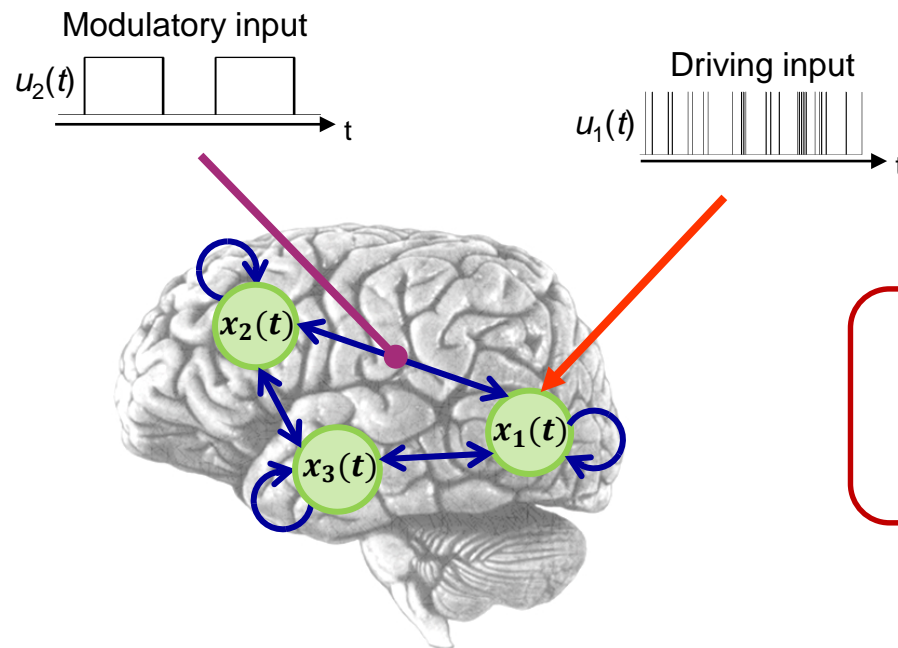 Modulatory input
u₂(t)
t
Driving input
u₁(t)
t
x₂(t)
x₁(t)
x₃(t)